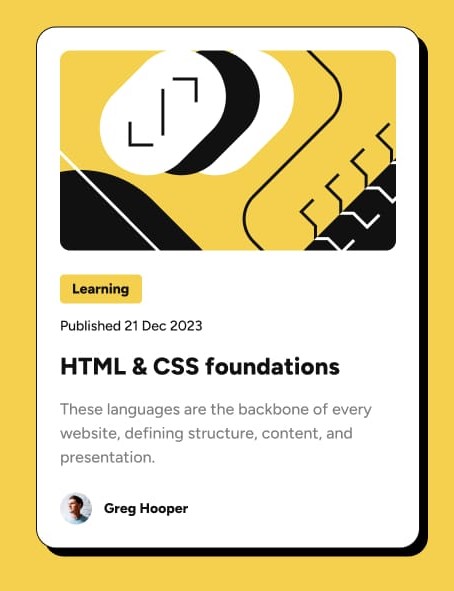 Learning
Published 21 Dec 2023
HTML & CSS foundations
These languages are the backbone of every
website, defining structure, content, and
presentation.
Greg Hooper